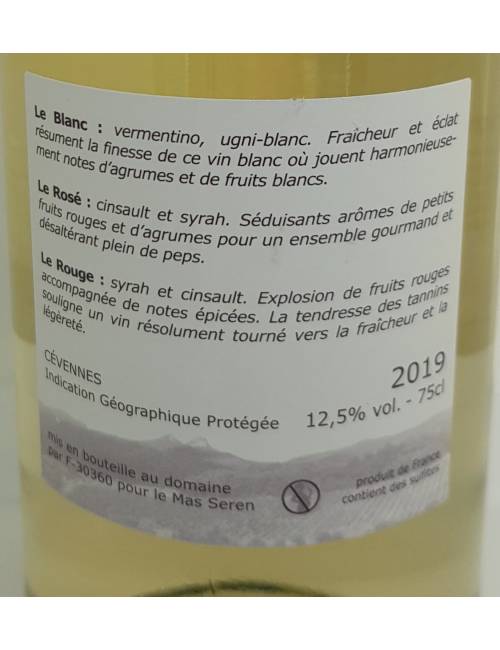 Le Blanc : vermentino, ugni-blanc. Fraîcheur et éclat
résument la finesse de ce vin blanc où jouent harmonieuse-
ment notes d'agrumes et de fruits blancs.
Le Rosé : cinsault et syrah. Séduisants arômes de petits
fruits rouges et d'agrumes pour un ensemble gourmand et
désaltérant plein de peps.
Le Rouge : syrah et cinsault. Explosion de fruits rouges
accompagnée de notes épicées. La tendresse des tannins
souligne un vin résolument tourné vers la fraîcheur et la
légèreté.
CÉVENNES
Indication Géographique Protégée
2019
12,5% vol. - 75cl
mis en bouteille au domaine
par F-30360 pour le Mas Seren
produit de France
contient des sulfites